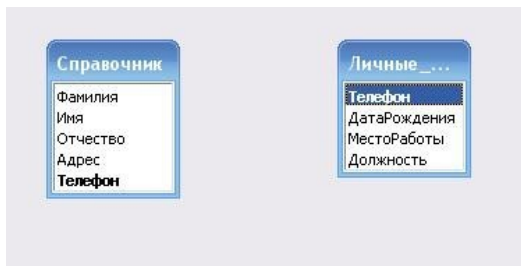 Справочник
Фамилия
Имя
Отчество
Адрес
Телефон
Личные_...
Телефон
ДатаРождения
МестоРаботы
Должность